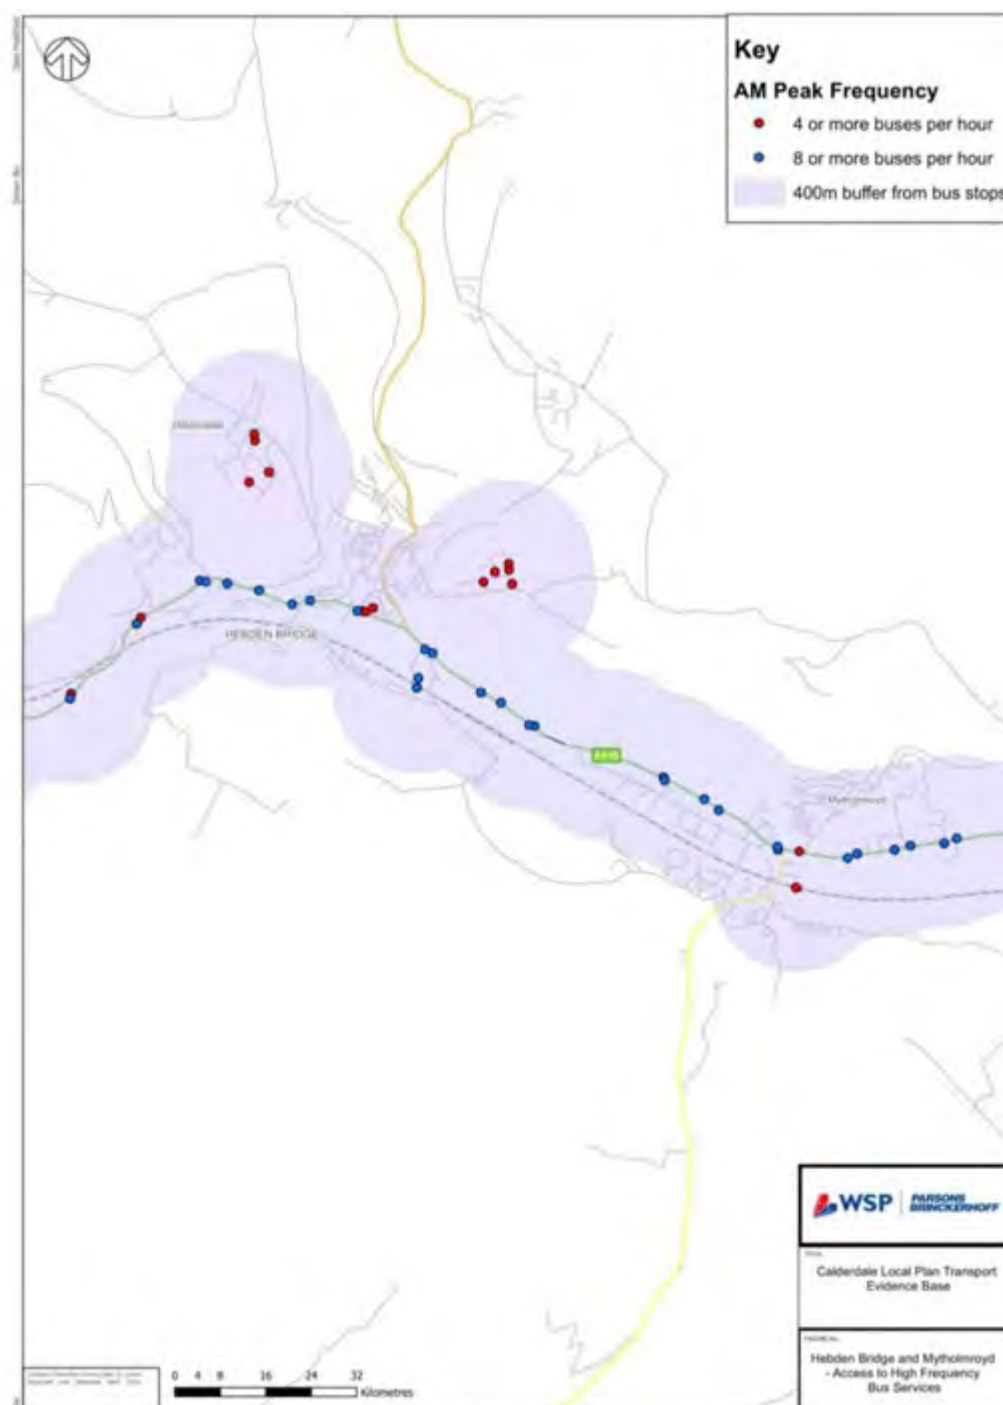 Key
AM Peak Frequency
4 or more buses per hour
8 or more buses per hour
400m buffer from bus stops
HEBDEN BRIDGE
Mytholmroyd
0 4 8 16 24 32
Kilometres
WSP | PARSONS BRINCKERHOFF
Calderdale Local Plan Transport
Evidence Base
Hebden Bridge and Mytholmroyd
- Access to High Frequency
Bus Services